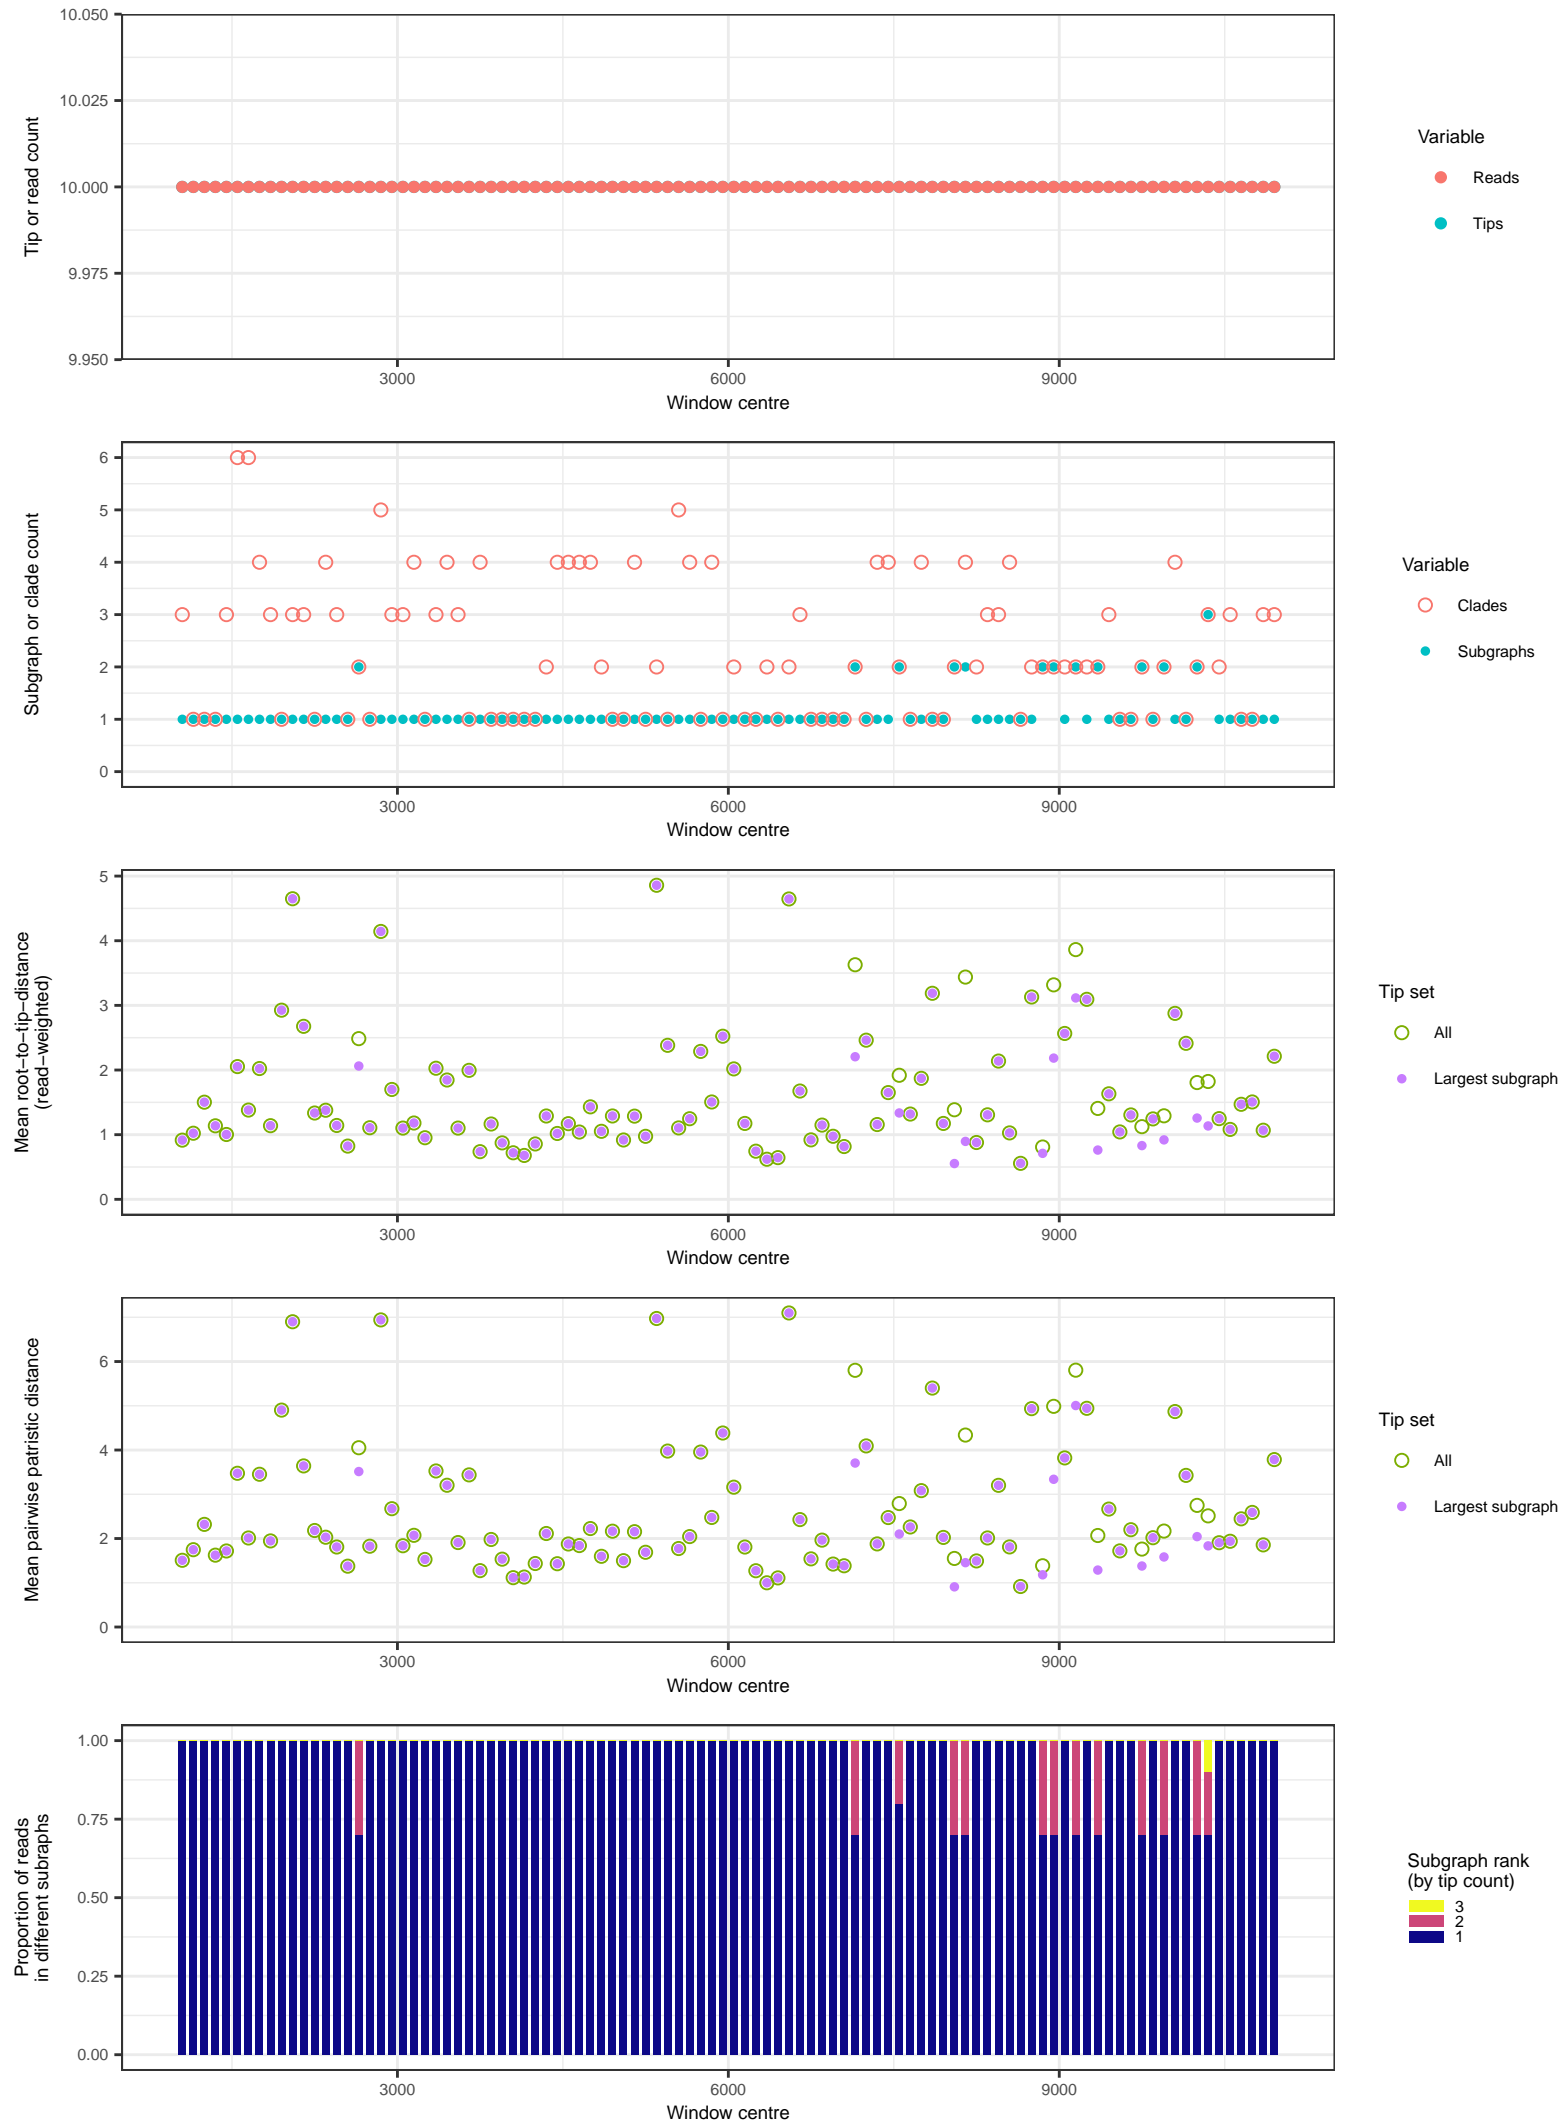 10.050
10.025
10.000
9.975
9.950
Tip or read count
3000 6000 9000
Window centre
Variable
Reads
Tips
6
5
4
3
2
1
0
Subgraph or clade count
3000 6000 9000
Window centre
Variable
Clades
Subgraphs
5
4
3
2
1
0
Mean root−to−tip−distance
(read−weighted)
3000 6000 9000
Window centre
Tip set
All
Largest subgraph
6
4
2
0
Mean pairwise patristic distance
3000 6000 9000
Window centre
Tip set
All
Largest subgraph
1.00
0.75
0.50
0.25
0.00
Proportion of reads
in different subraphs
3000 6000 9000
Window centre
Subgraph rank
(by tip count)
3
2
1